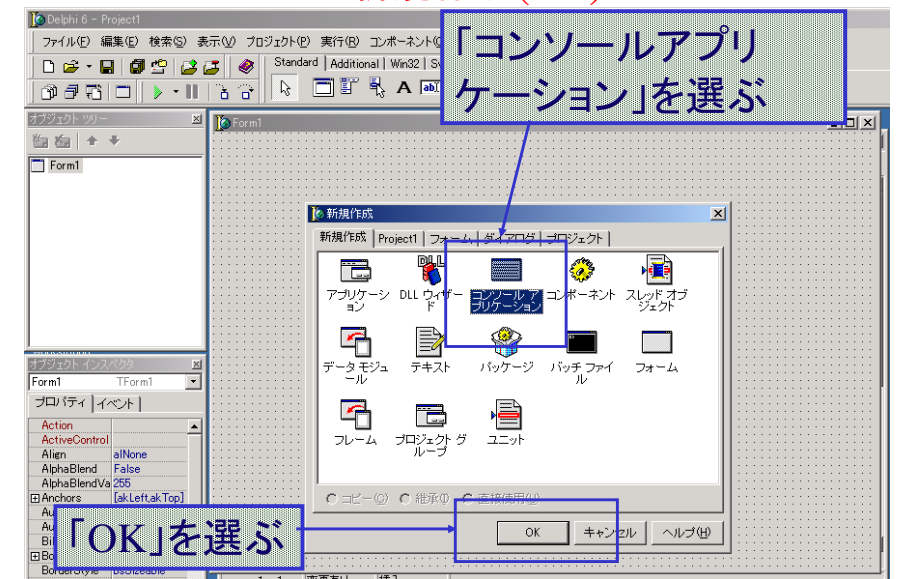 Delphi 6 - Project1
ファイル(F) 編集(E) 検索(S) 表示(V) プロジェクト(P) 実行(R) コンポーネント(C
Standard Additional Win32
「コンソールアプリ
ケーション」を選ぶ
オブジェクト ツリー
Form1
Form1
新規作成
新規作成 Project1 フォーム ダイアログ プロジェクト
アプリケーシ
ョン
DLL ウィザー
ド
コンソール ア
プリケーション
コンポーネント
スレッド オブ
ジェクト
データ モジュ
ール
テキスト
パッケージ
バッチ ファイ
ル
フォーム
フレーム
プロジェクト グ
ループ
ユニット
コピー(C) 継承(I) 直接使用(U)
OK キャンセル ヘルプ(H)
オブジェクト インスペクタ
Form1 TForm1
プロパティ イベント
Action
ActiveControl
Align alNone
AlphaBlend False
AlphaBlendVa 255
Anchors [akLeft,akTop]
「OK」を選ぶ
BorderStyle bsSizeable